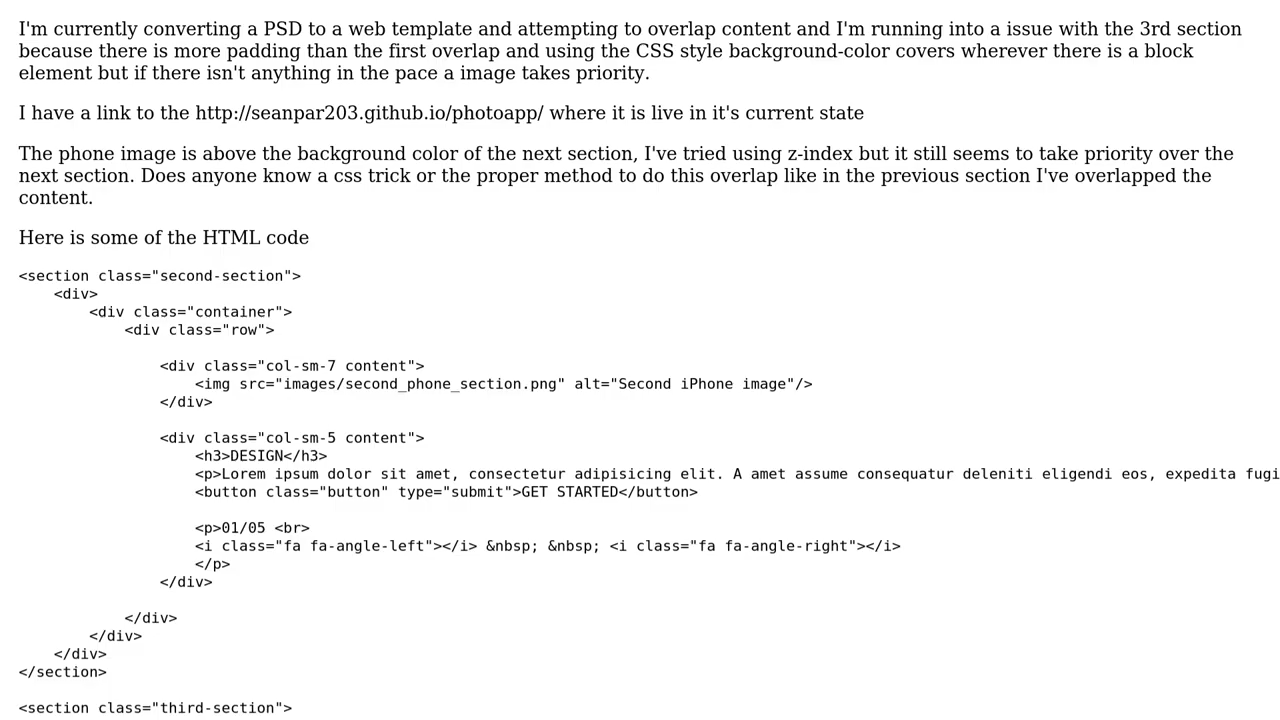 I'm currently converting a PSD to a web template and attempting to overlap content and I'm running into a issue with the 3rd section
because there is more padding than the first overlap and using the CSS style background-color covers wherever there is a block
element but if there isn't anything in the pace a image takes priority.
I have a link to the http://seanpar203.github.io/photoapp/ where it is live in it's current state
The phone image is above the background color of the next section, I've tried using z-index but it still seems to take priority over the
next section. Does anyone know a css trick or the proper method to do this overlap like in the previous section I've overlapped the
content.
Here is some of the HTML code
<section class="second-section">
    <div>
        <div class="container">
            <div class="row">
                <div class="col-sm-7 content">
                    <img src="images/second_phone_section.png" alt="Second iPhone image"/>
                </div>
                <div class="col-sm-5 content">
                    <h3>DESIGN</h3>
                    <p>Lorem ipsum dolor sit amet, consectetur adipisicing elit. A amet assume consequatur deleniti eligendi eos, expedita fugi
                    <button class="button" type="submit">GET STARTED</button>
                    <p>01/05 <br>
                    <i class="fa fa-angle-left"></i> &nbsp; &nbsp; <i class="fa fa-angle-right"></i>
                    </p>
                </div>
            </div>
        </div>
    </div>
</section>
<section class="third-section">